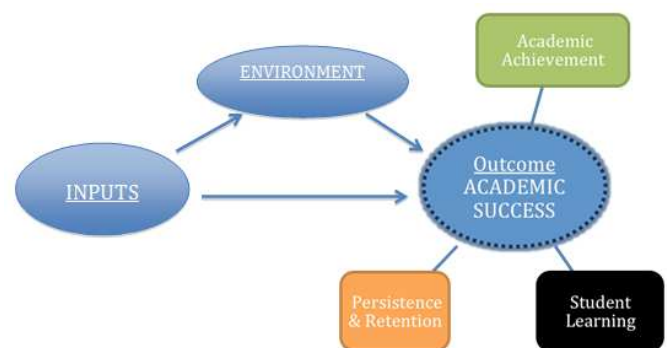 Academic
Achievement
ENVIRONMENT
INPUTS
Outcome
ACADEMIC
SUCCESS
Persistence
& Retention
Student
Learning